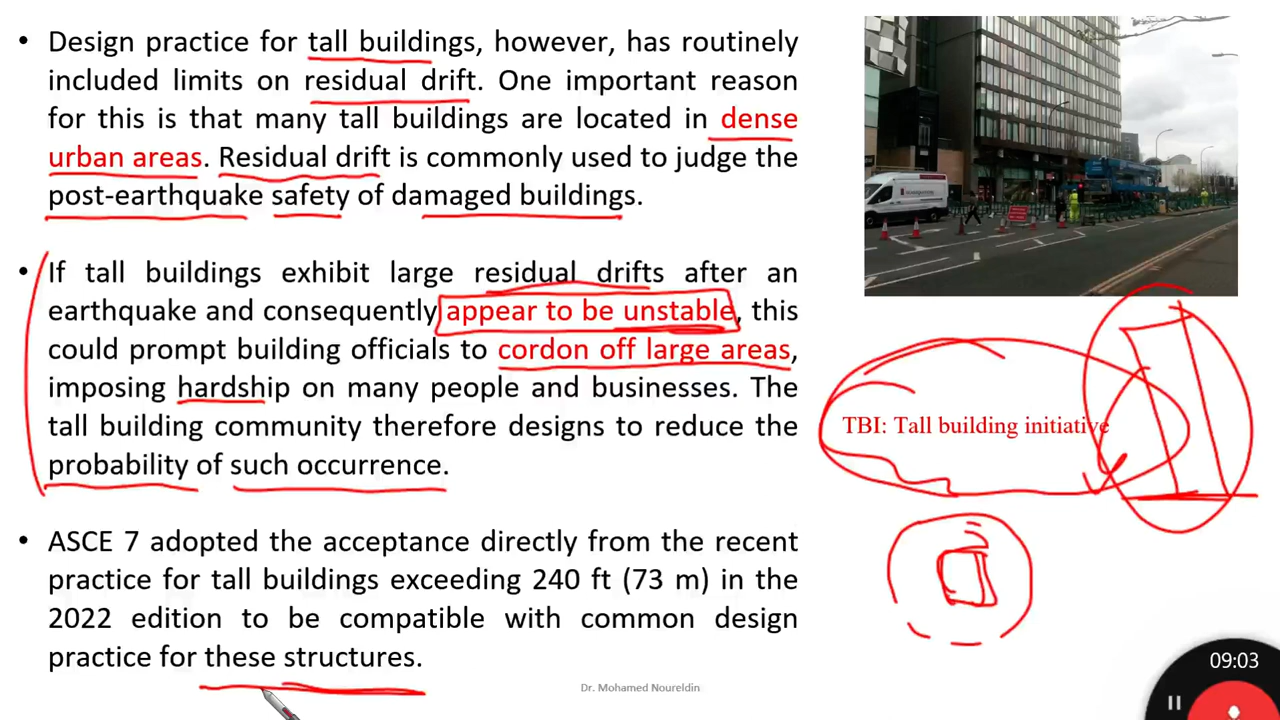 • Design practice for tall buildings, however, has routinely
included limits on residual drift. One important reason
for this is that many tall buildings are located in dense
urban areas. Residual drift is commonly used to judge the
post-earthquake safety of damaged buildings.
• If tall buildings exhibit large residual drifts after an
earthquake and consequently appear to be unstable, this
could prompt building officials to cordon off large areas,
imposing hardship on many people and businesses. The
tall building community therefore designs to reduce the
probability of such occurrence.
• ASCE 7 adopted the acceptance directly from the recent
practice for tall buildings exceeding 240 ft (73 m) in the
2022 edition to be compatible with common design
practice for these structures.
TBI: Tall building initiative
Dr. Mohamed Noureldin
09:03